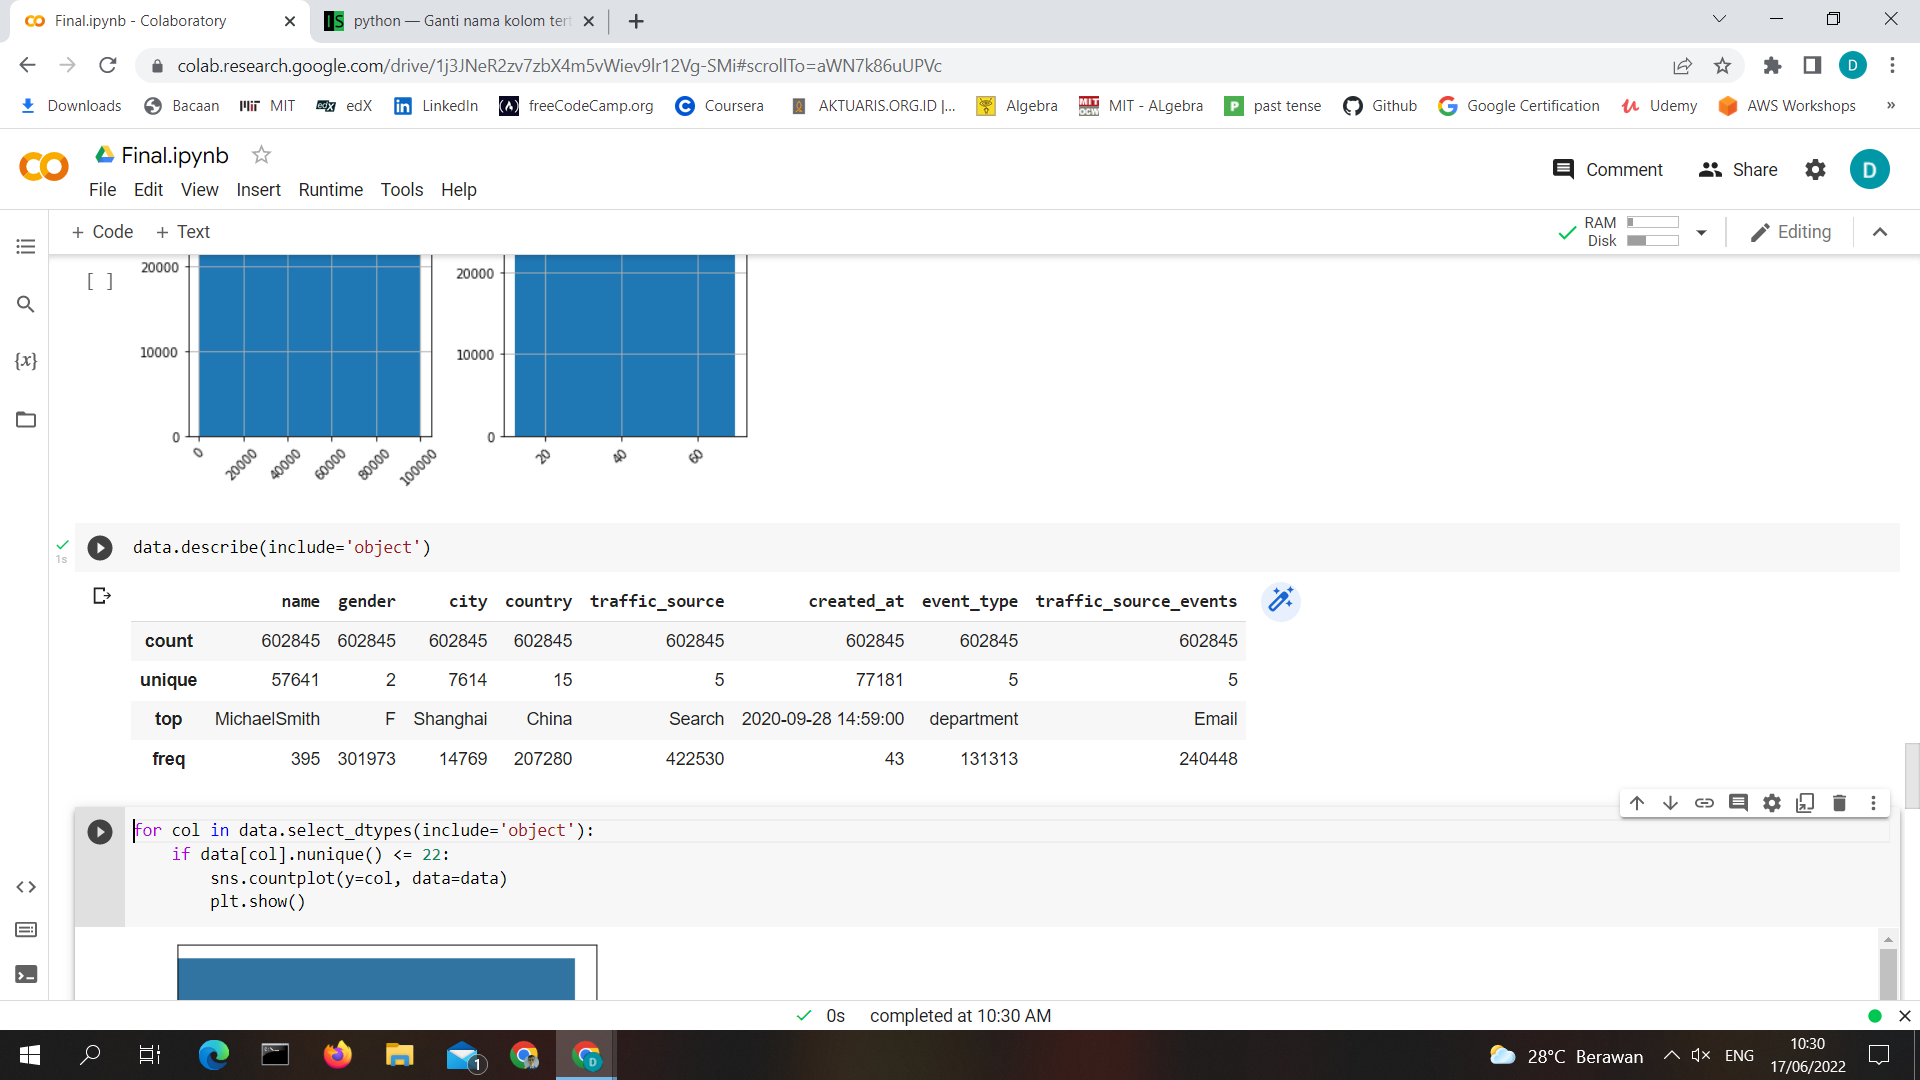 Final.ipynb - Colaboratory
python — Ganti nama kolom tert
colab.research.google.com/drive/1j3JNeR2zv7zbX4m5vWiev9lr12Vg-SMi#scrollTo=aWN7k86uUPVc
D
Downloads Bacaan MIT edX LinkedIn freeCodeCamp.org Coursera AKTUARIS.ORG.ID |... Algebra MIT - ALgebra past tense Github Google Certification Udemy AWS Workshops »
Final.ipynb
Comment Share D
File Edit View Insert Runtime Tools Help
+ Code + Text
RAM
Disk
Editing
[ ]
20000 20000
10000 10000
0 0
0 20000 40000 60000 80000 100000 20 40 60
1s
data.describe(include='object')
name gender city country traffic_source created_at event_type traffic_source_events
count 602845 602845 602845 602845 602845 602845 602845 602845
unique 57641 2 7614 15 5 77181 5 5
top MichaelSmith F Shanghai China Search 2020-09-28 14:59:00 department Email
freq 395 301973 14769 207280 422530 43 131313 240448
for col in data.select_dtypes(include='object'):
if data[col].nunique() <= 22:
sns.countplot(y=col, data=data)
plt.show()
0s completed at 10:30 AM
1
D
28°C Berawan ENG
10:30
17/06/2022